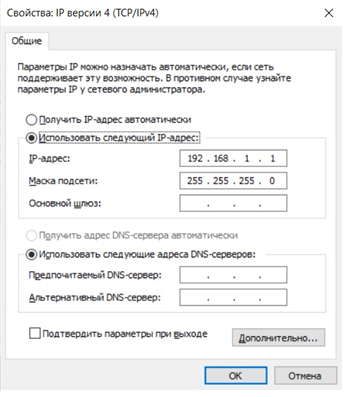 Свойства: IP версии 4 (TCP/IPv4)
Общие
Параметры IP можно назначать автоматически, если сеть
поддерживает эту возможность. В противном случае узнайте
параметры IP у сетевого администратора.
Получить IP-адрес автоматически
Использовать следующий IP-адрес:
IP-адрес: 192 . 168 . 1 . 1
Маска подсети: 255 . 255 . 255 . 0
Основной шлюз: . . .
Получить адрес DNS-сервера автоматически
Использовать следующие адреса DNS-серверов:
Предпочитаемый DNS-сервер: . . .
Альтернативный DNS-сервер: . . .
Подтвердить параметры при выходе
Дополнительно...
OK Отмена